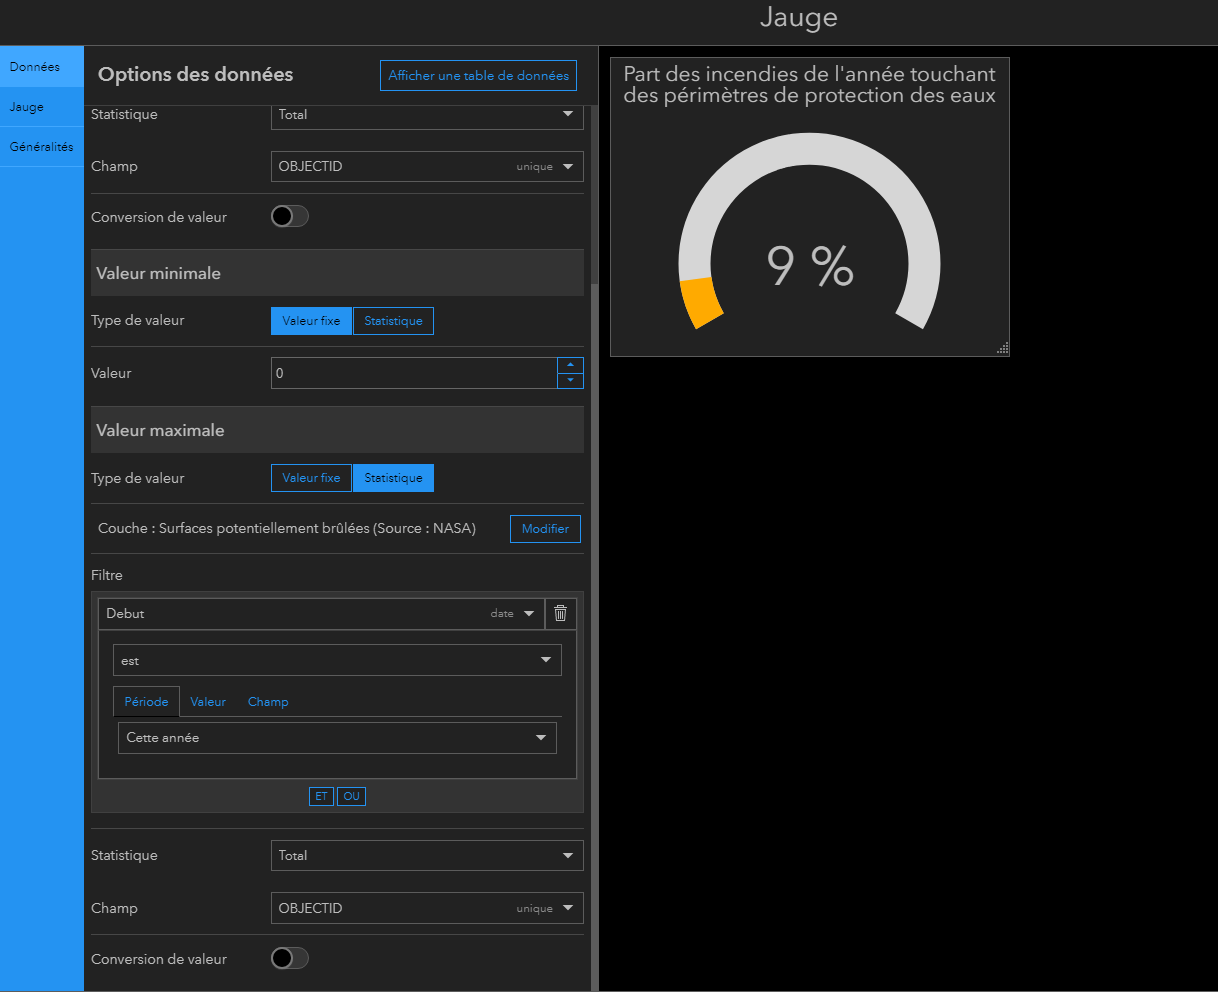 Jauge
Données
Jauge
Généralités
Options des données
Afficher une table de données
Statistique
Total
Champ
OBJECTID
unique
Conversion de valeur
Valeur minimale
Type de valeur
Valeur fixe
Statistique
Valeur
0
Valeur maximale
Type de valeur
Valeur fixe
Statistique
Couche : Surfaces potentiellement brûlées (Source : NASA)
Modifier
Filtre
Debut
date
est
Période
Valeur
Champ
Cette année
ET
OU
Statistique
Total
Champ
OBJECTID
unique
Conversion de valeur
Part des incendies de l'année touchant
des périmètres de protection des eaux
9 %